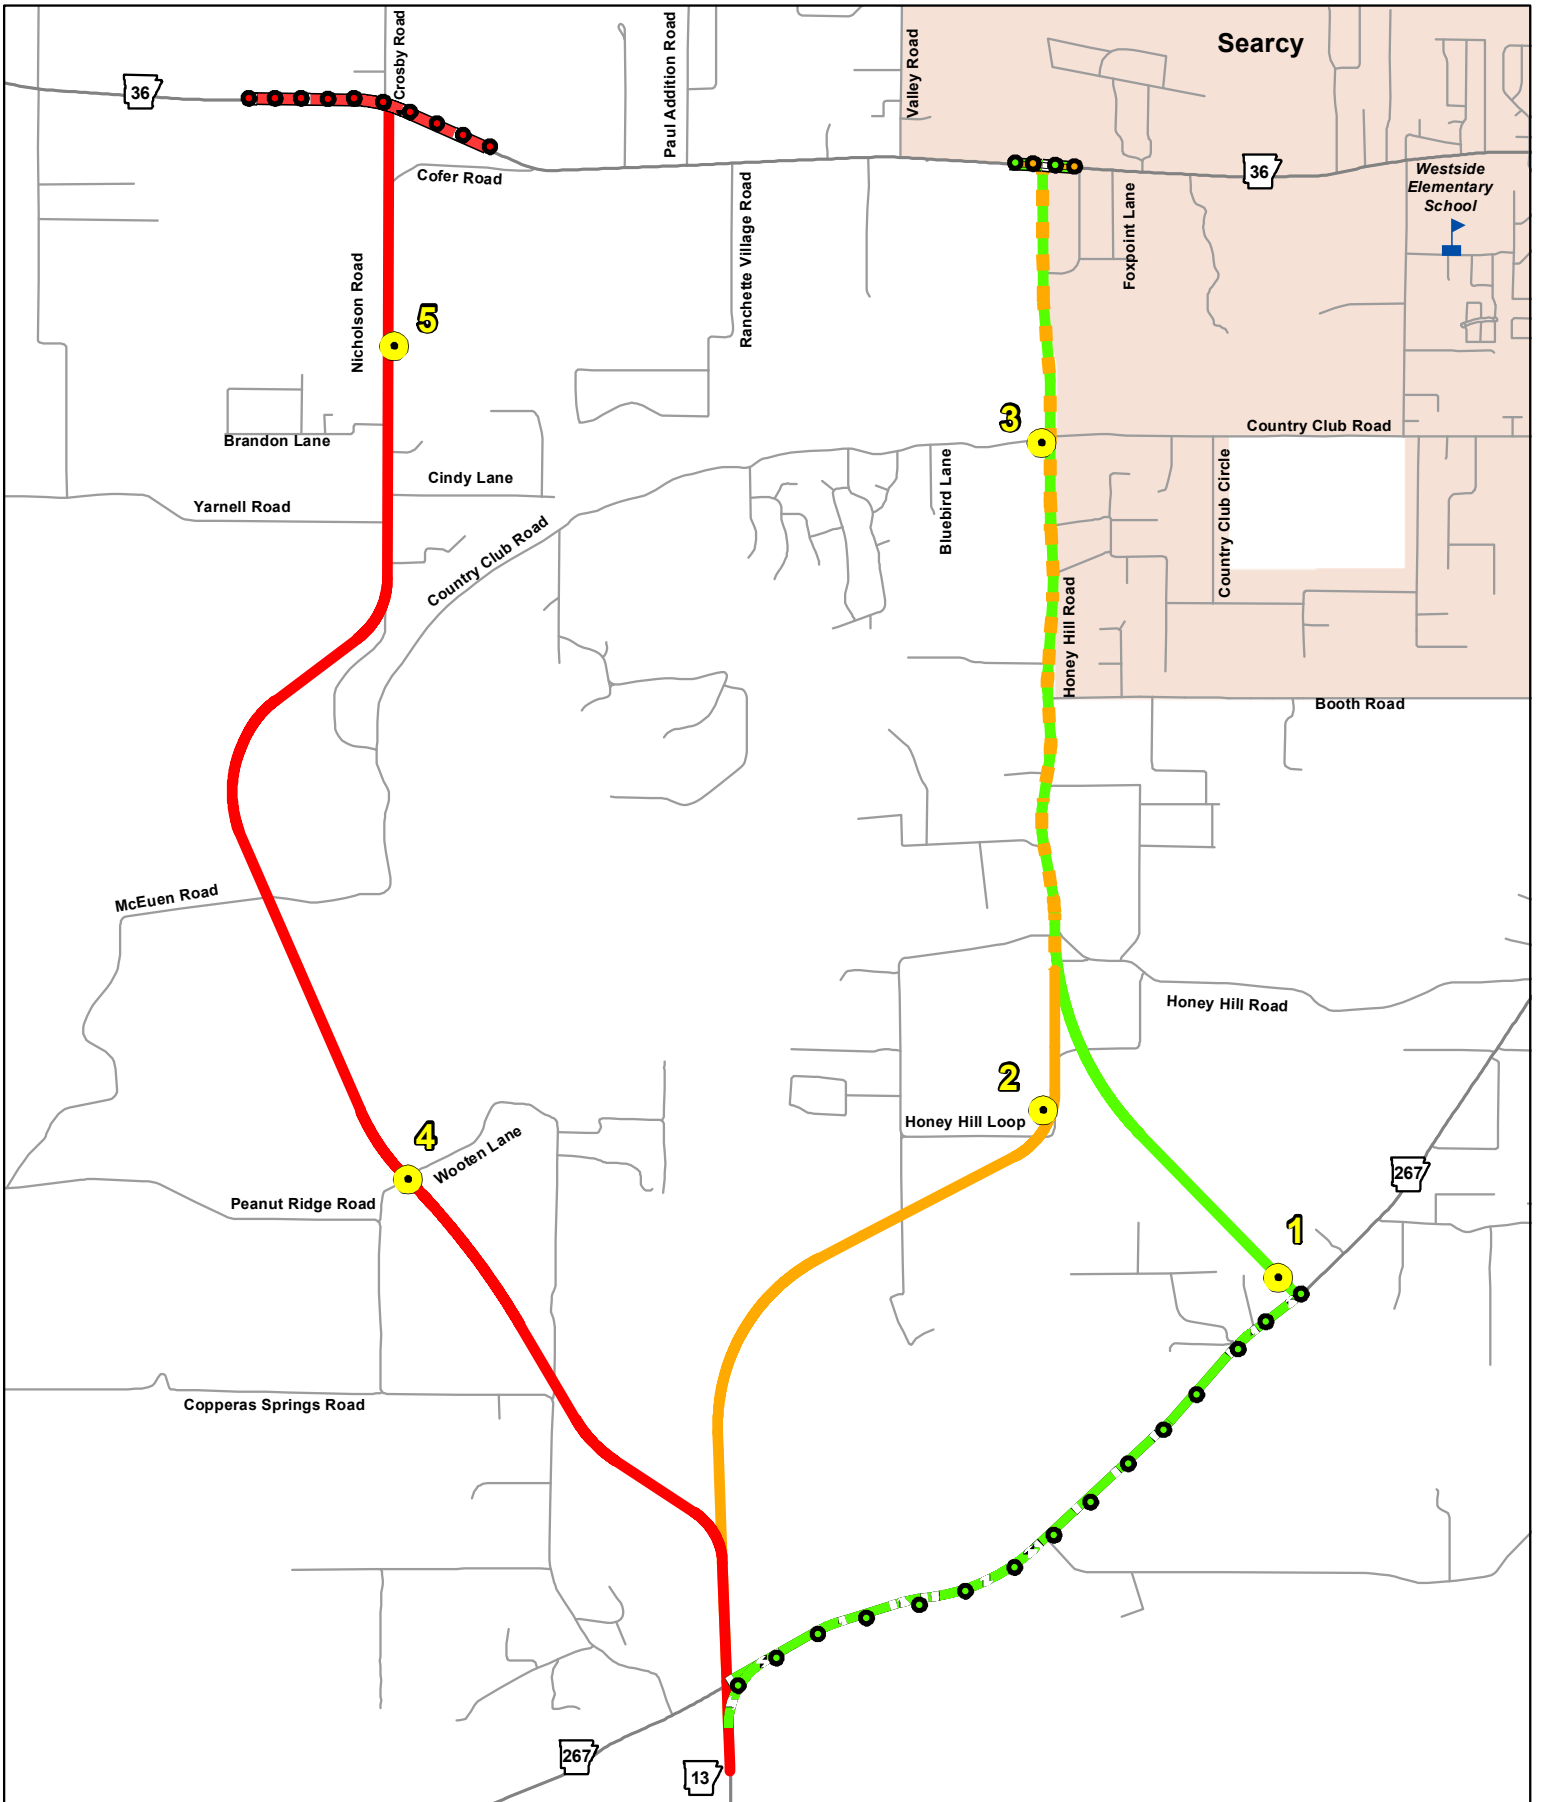 Searcy
Crosby Road
Paul Addition Road
Valley Road
36
36
Westside
Elementary
School
Cofer Road
Ranchette Village Road
Foxpoint Lane
Nicholson Road
5
3
Country Club Road
Brandon Lane
Cindy Lane
Yarnell Road
Country Club Road
Bluebird Lane
Country Club Circle
Honey Hill Road
Booth Road
McEuen Road
Honey Hill Road
2
Honey Hill Loop
4
Wooten Lane
267
Peanut Ridge Road
1
Copperas Springs Road
267
13